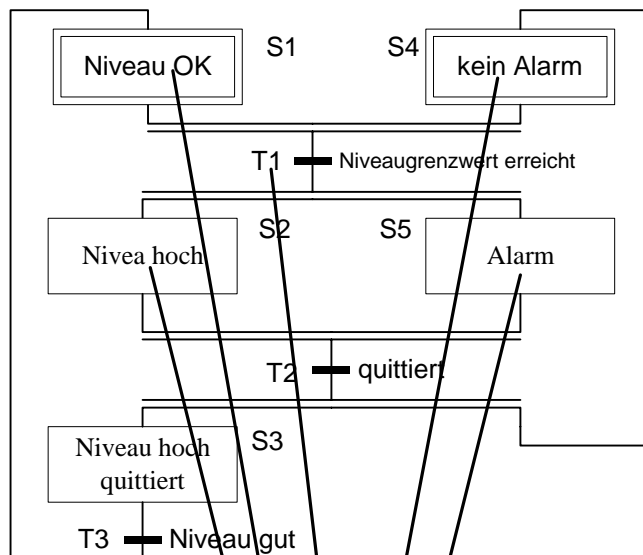 S1 S4
Niveau OK kein Alarm
T1 Niveaugrenzwert erreicht
S2 S5
Nivea hoch Alarm
T2 quittiert
Niveau hoch S3
quittiert
T3 Niveau gut